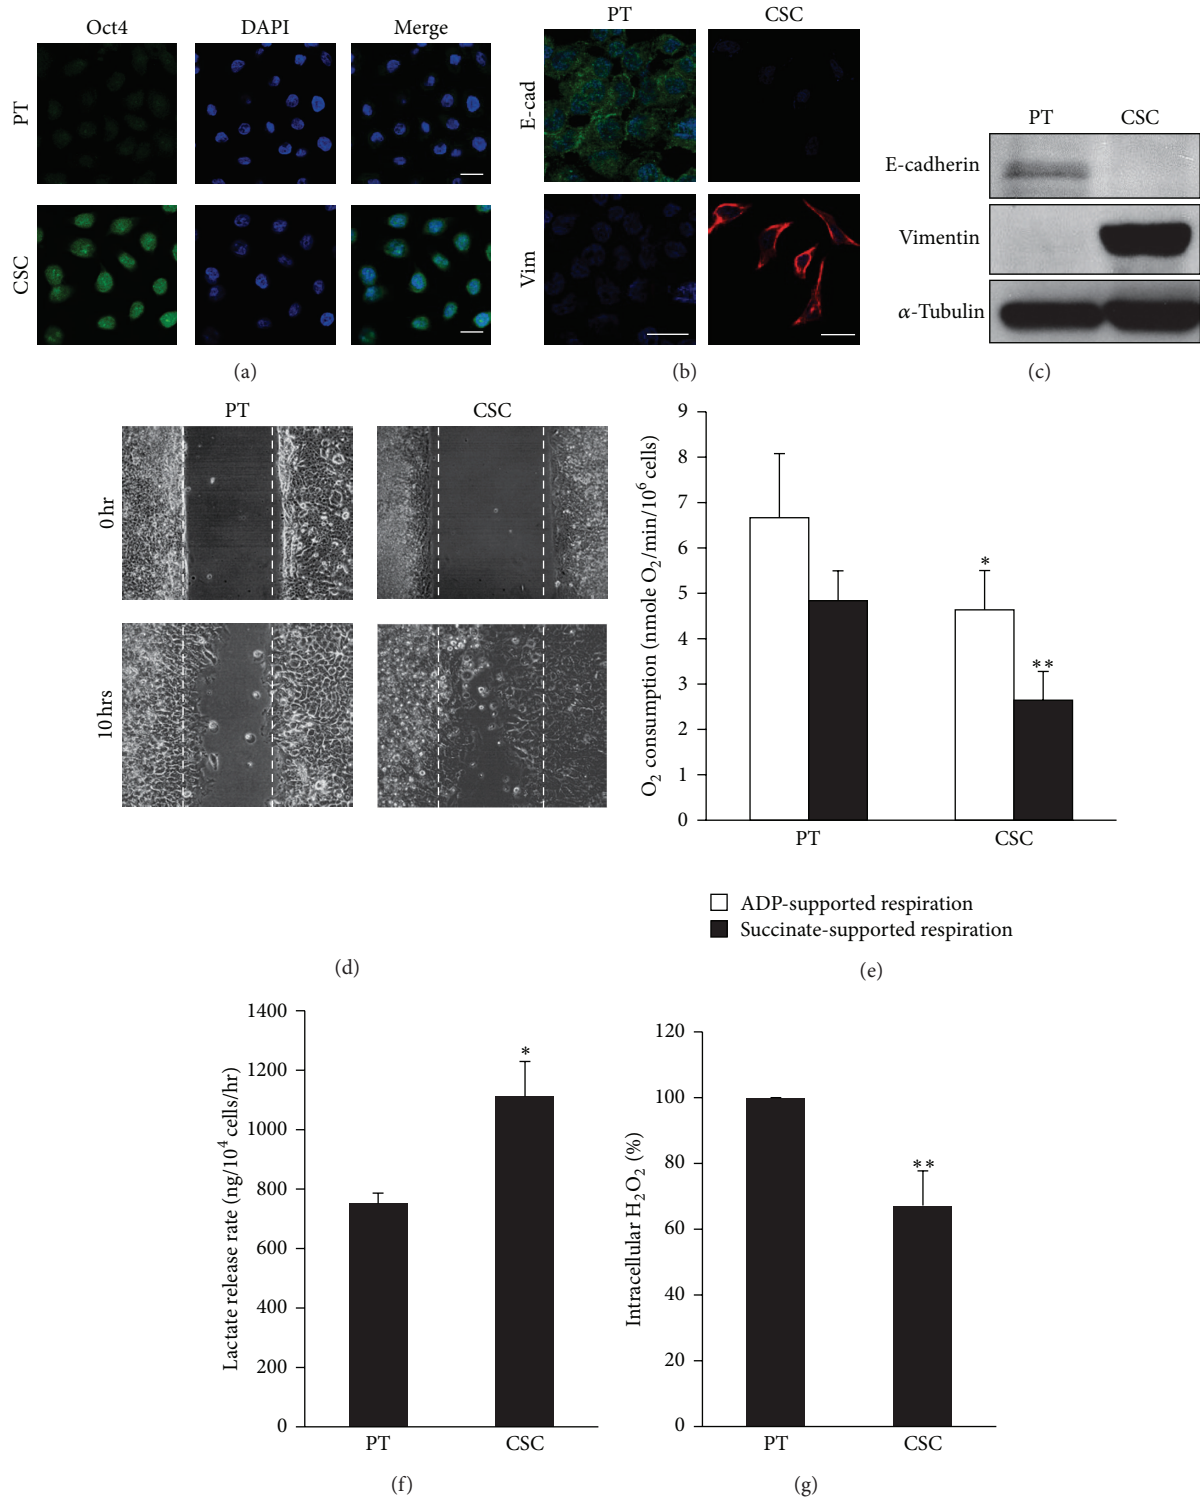 Oct4 DAPI Merge
PT
CSC
(a)
PT CSC
E-cad
Vim
(b)
PT CSC
E-cadherin
Vimentin
α-Tubulin
(c)
PT CSC
0 hr
10 hrs
(d)
O2 consumption (nmole O2/min/10^6 cells)
9
8
7
6
5
4
3
2
1
0
*
**
PT CSC
ADP-supported respiration
Succinate-supported respiration
(e)
Lactate release rate (ng/10^4 cells/hr)
1400
1200
1000
800
600
400
200
0
*
PT CSC
(f)
Intracellular H2O2 (%)
120
100
80
60
40
20
0
**
PT CSC
(g)